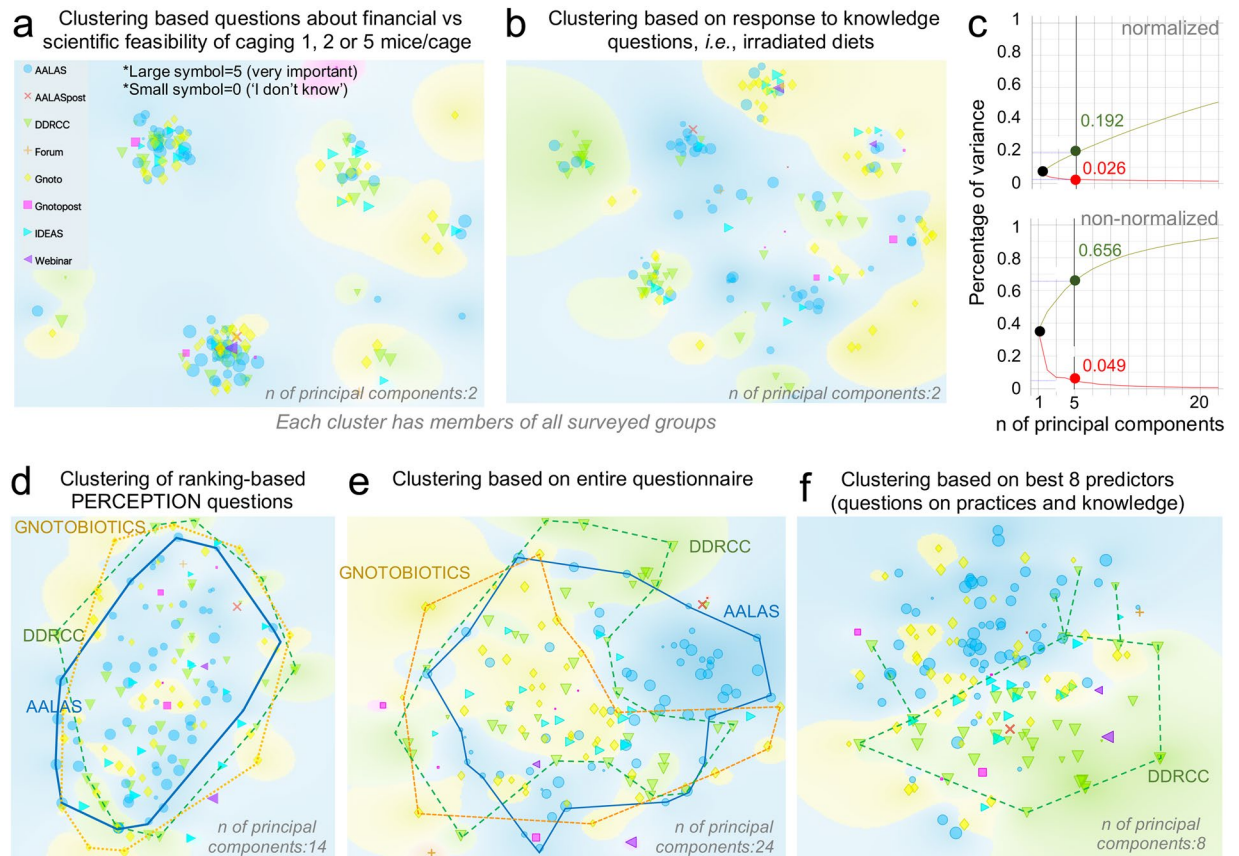 a Clustering based questions about financial vs
scientific feasibility of caging 1, 2 or 5 mice/cage
*Large symbol=5 (very important)
*Small symbol=0 (‘I don’t know’)
AALAS
AALASpost
DDRCC
Forum
Gnoto
Gnotopost
IDEAS
Webinar
n of principal components:2
b Clustering based on response to knowledge
questions, i.e., irradiated diets
n of principal components:2
Each cluster has members of all surveyed groups
c
Percentage of variance
normalized
1
0.8
0.6
0.4
0.2
0
0.192
0.026
non-normalized
1
0.8
0.6
0.4
0.2
0
0.656
0.049
1 5 20
n of principal components
d Clustering of ranking-based
PERCEPTION questions
GNOTOBIOTICS
DDRCC
AALAS
n of principal
components:14
e Clustering based on entire questionnaire
DDRCC
GNOTOBIOTICS
AALAS
n of principal
components:24
f Clustering based on best 8 predictors
(questions on practices and knowledge)
DDRCC
n of principal
components:8